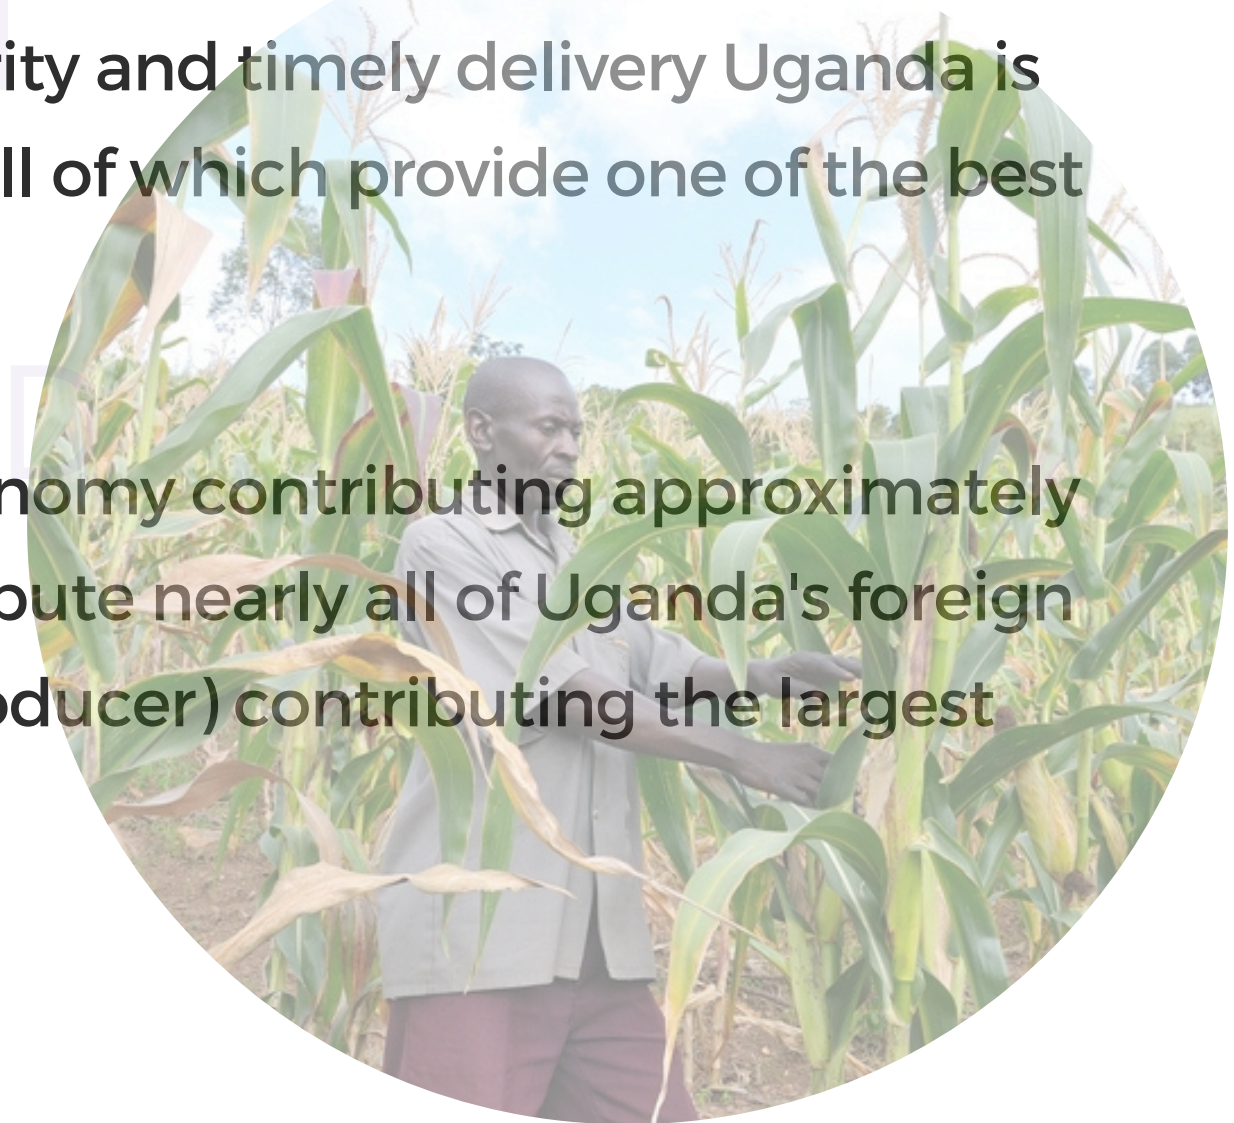 ity and timely delivery Uganda is
ll of which provide one of the best
nomy contributing approximately
bute nearly all of Uganda's foreign
oducer) contributing the largest